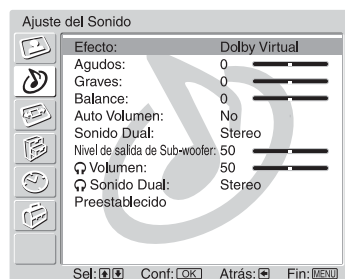 Ajuste del Sonido
Efecto: Dolby Virtual
Agudos: 0
Graves: 0
Balance: 0
Auto Volumen: No
Sonido Dual: Stereo
Nivel de salida de Sub-woofer: 50
Volumen: 50
Sonido Dual: Stereo
Preestablecido
Sel: Conf: OK Atrás: Fin: MENU